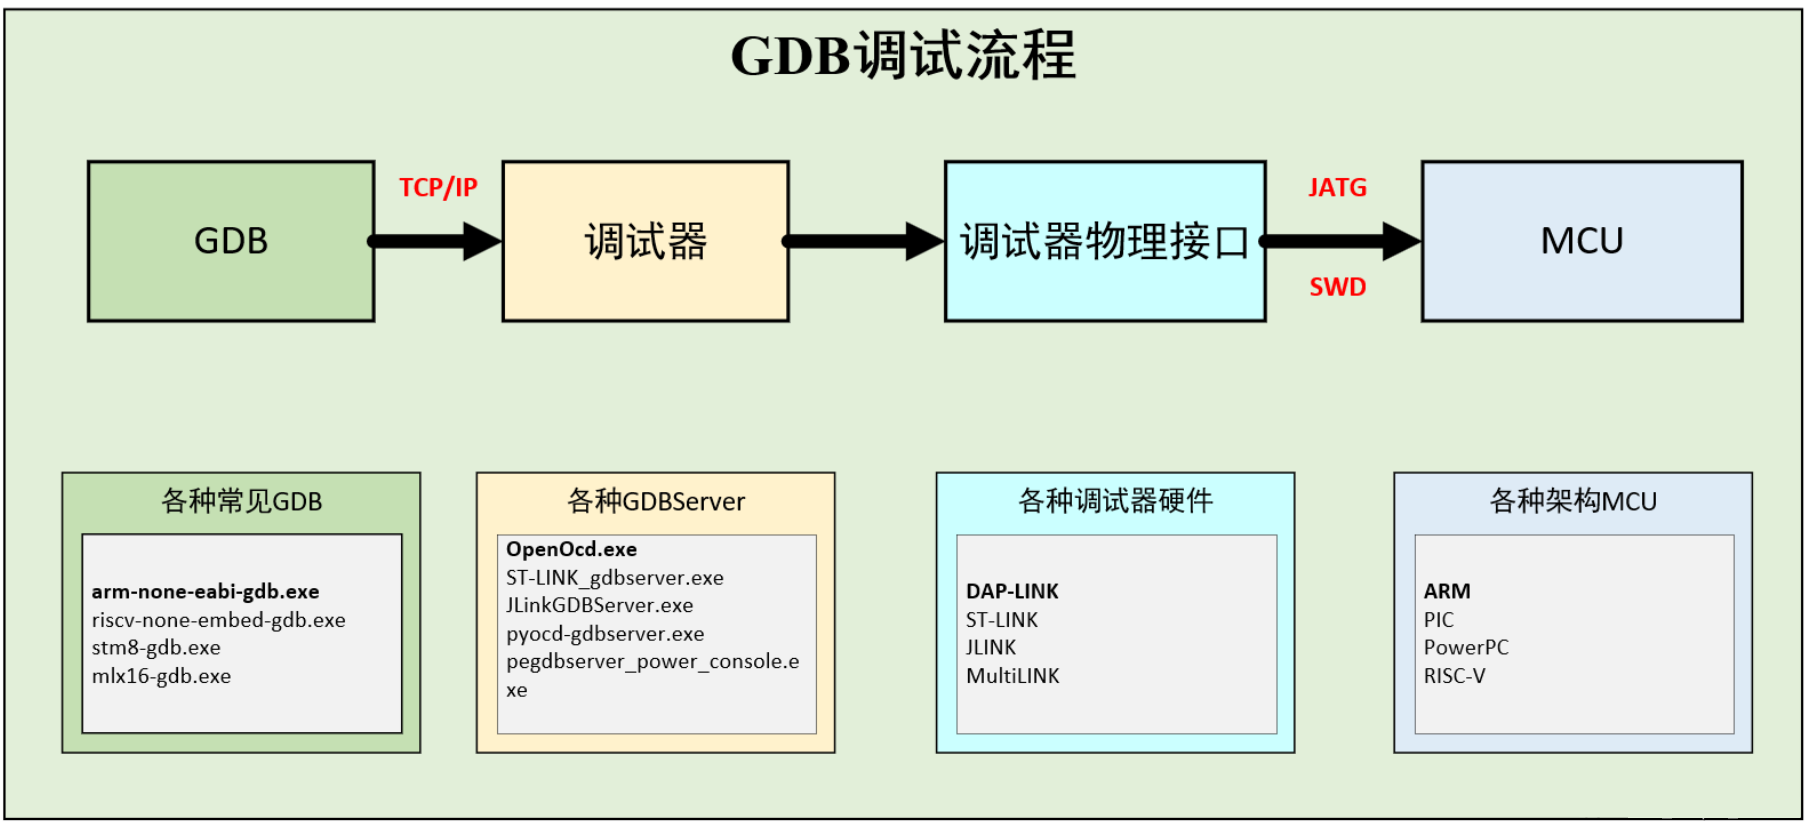 GDB调试流程
GDB
TCP/IP
调试器
调试器物理接口
JATG
SWD
MCU
各种常见GDB
arm-none-eabi-gdb.exe
riscv-none-embed-gdb.exe
stm8-gdb.exe
mlx16-gdb.exe
各种GDBServer
OpenOcd.exe
ST-LINK_gdbserver.exe
JLinkGDBServer.exe
pyocd-gdbserver.exe
pegdbserver_power_console.e
xe
各种调试器硬件
DAP-LINK
ST-LINK
JLINK
MultiLINK
各种架构MCU
ARM
PIC
PowerPC
RISC-V